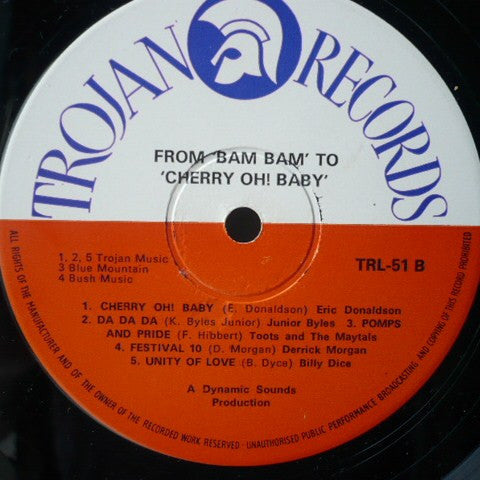 TROJAN RECORDS
FROM 'BAM BAM' TO
'CHERRY OH! BABY'
1, 2, 5 Trojan Music
3 Blue Mountain
4 Bush Music
TRL-51 B
1. CHERRY OH! BABY (E. Donaldson) Eric Donaldson
2. DA DA DA (K. Byles Junior) Junior Byles 3. POMPS
AND PRIDE (F. Hibbert) Toots and The Maytals
4. FESTIVAL 10 (D. Morgan) Derrick Morgan
5. UNITY OF LOVE (B. Dyce) Billy Dice
A Dynamic Sounds
Production
ALL RIGHTS OF THE MANUFACTURER AND OF THE OWNER OF THE RECORDED WORK RESERVED - UNAUTHORISED PUBLIC PERFORMANCE BROADCASTING AND COPYING OF THIS RECORD PROHIBITED